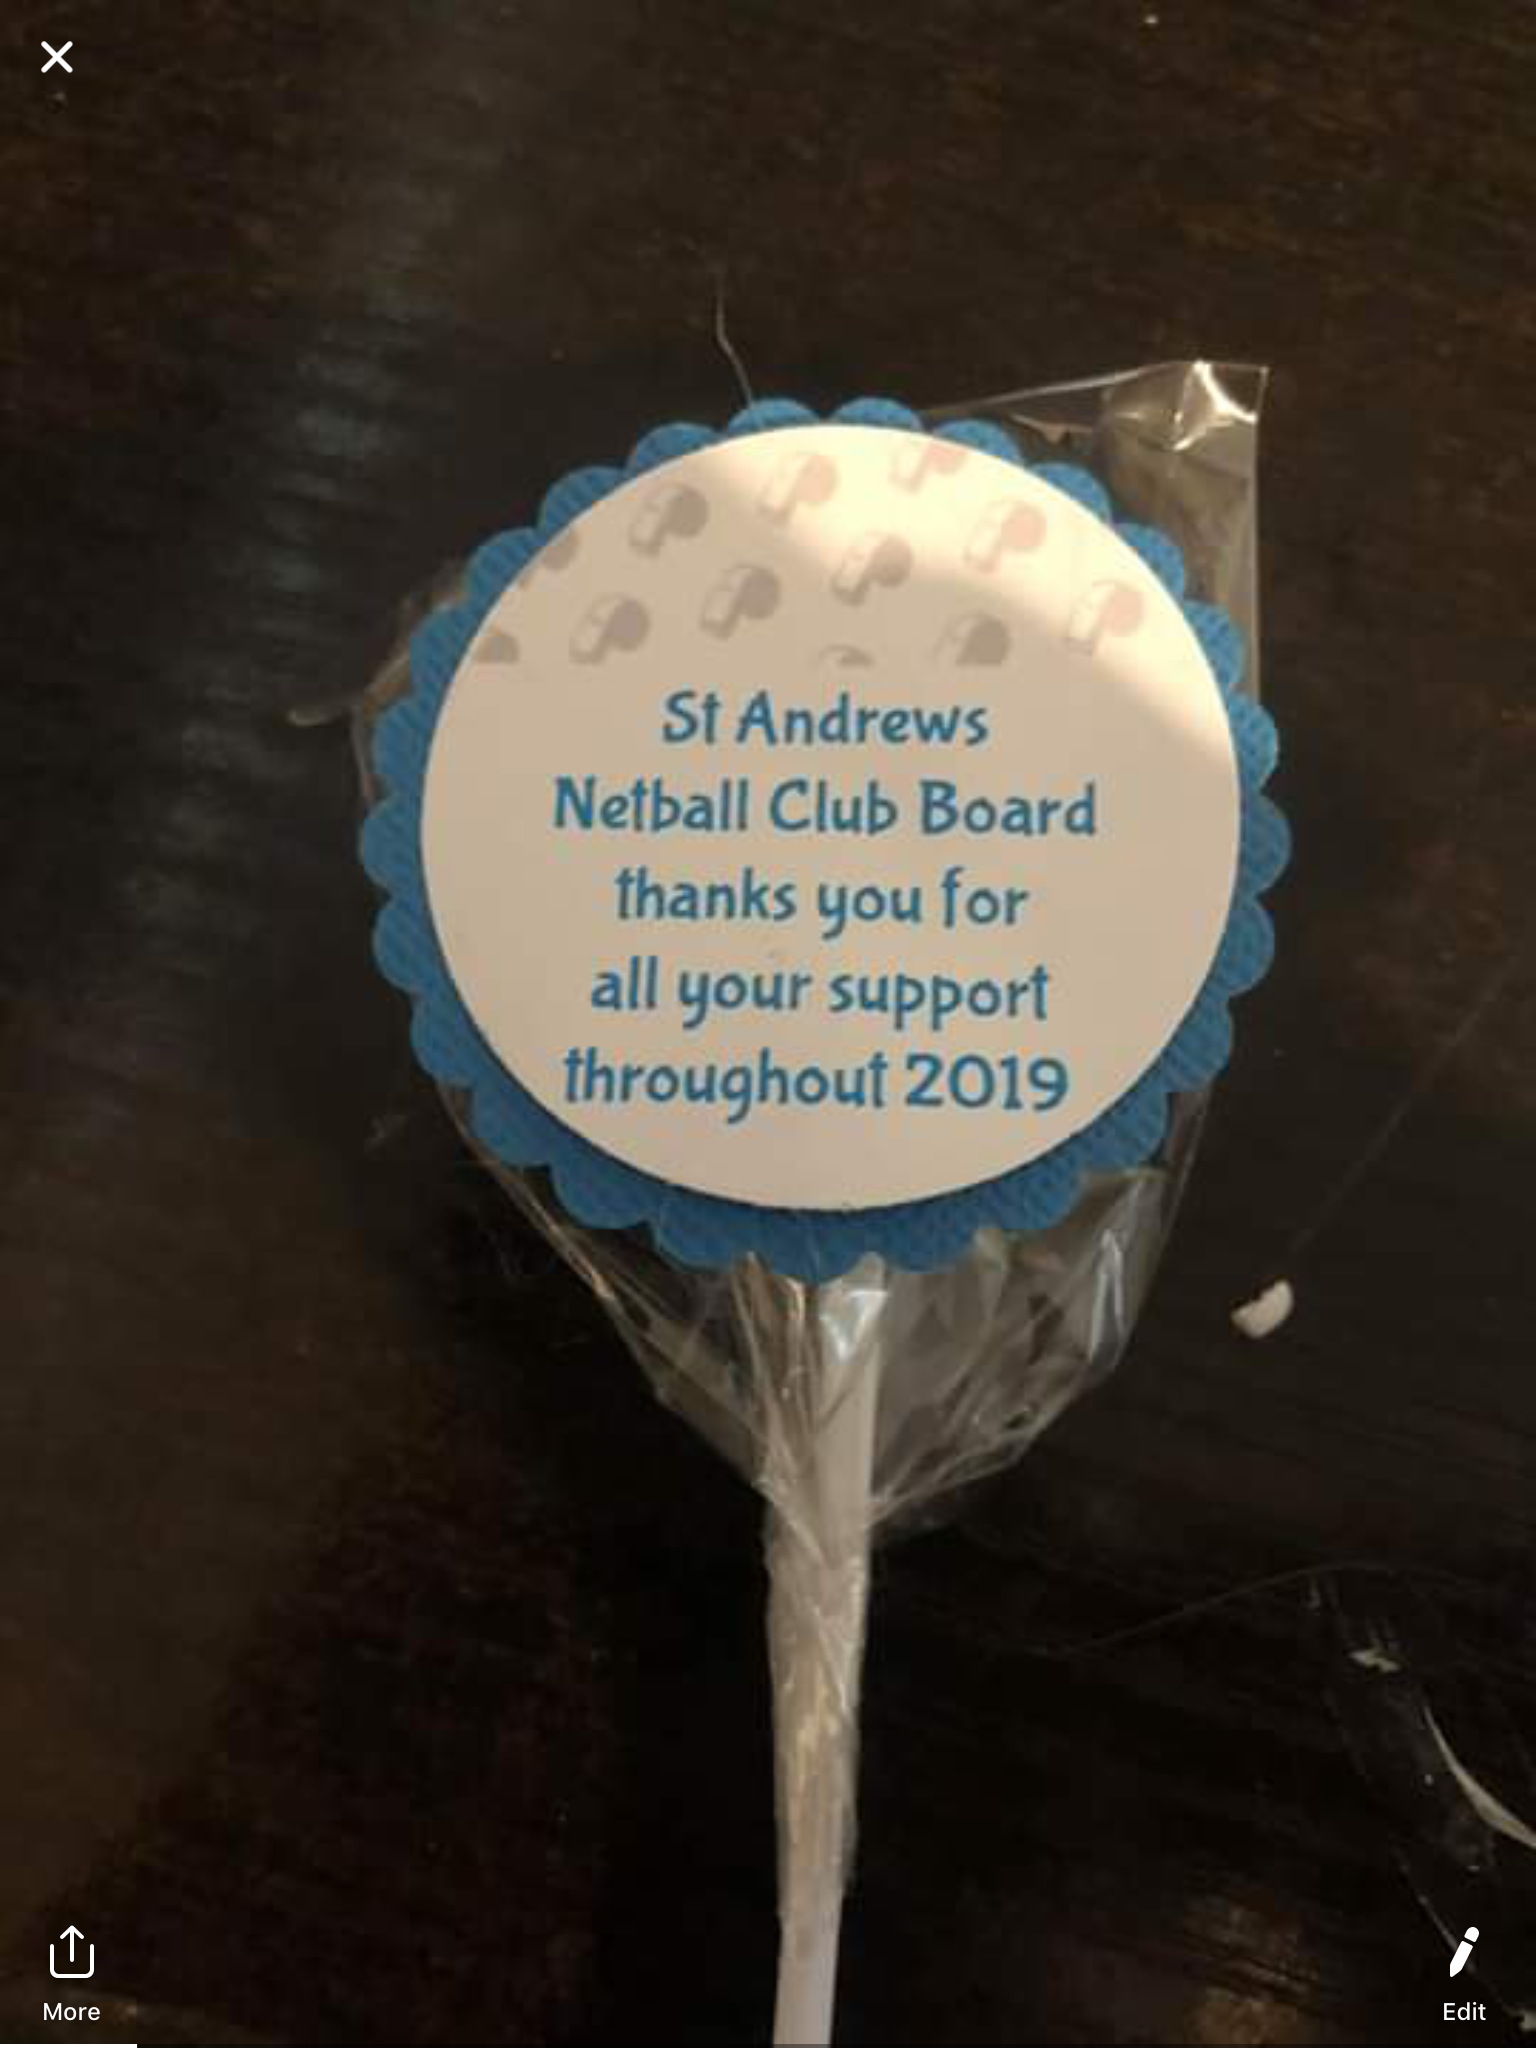 St Andrews
Netball Club Board
thanks you for
all your support
throughout 2019
More
Edit